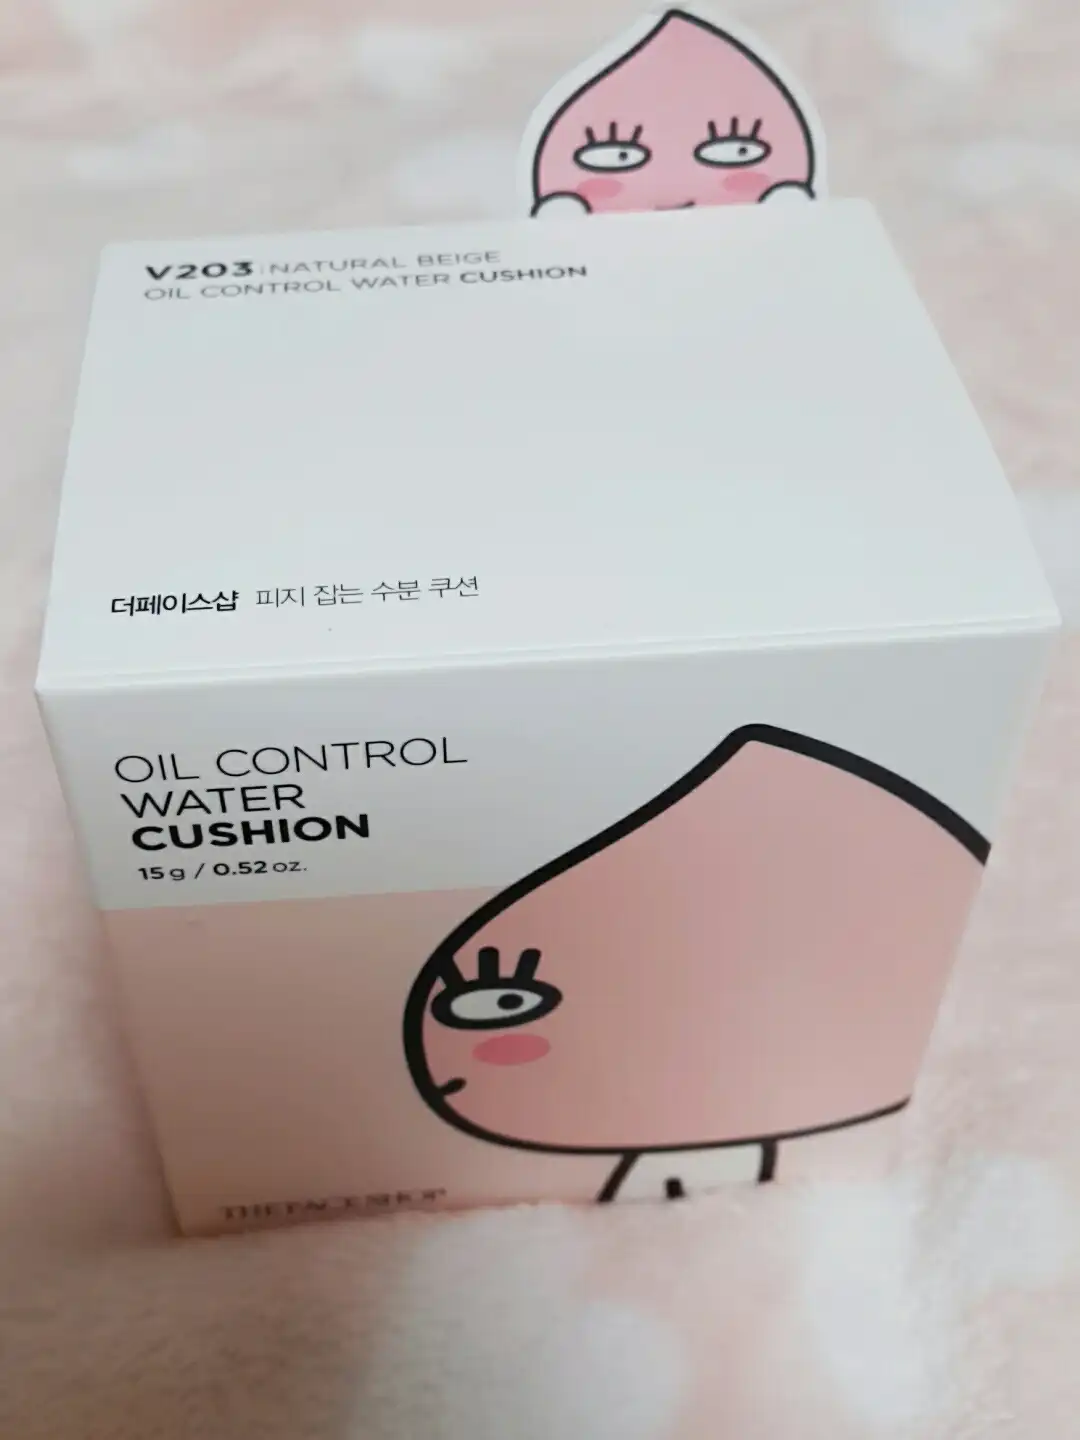 V203 | NATURAL BEIGE
OIL CONTROL WATER CUSHION
더페이스샵 피지 잡는 수분 쿠션
OIL CONTROL
WATER
CUSHION
15g / 0.52oz.
THEFACESHOP